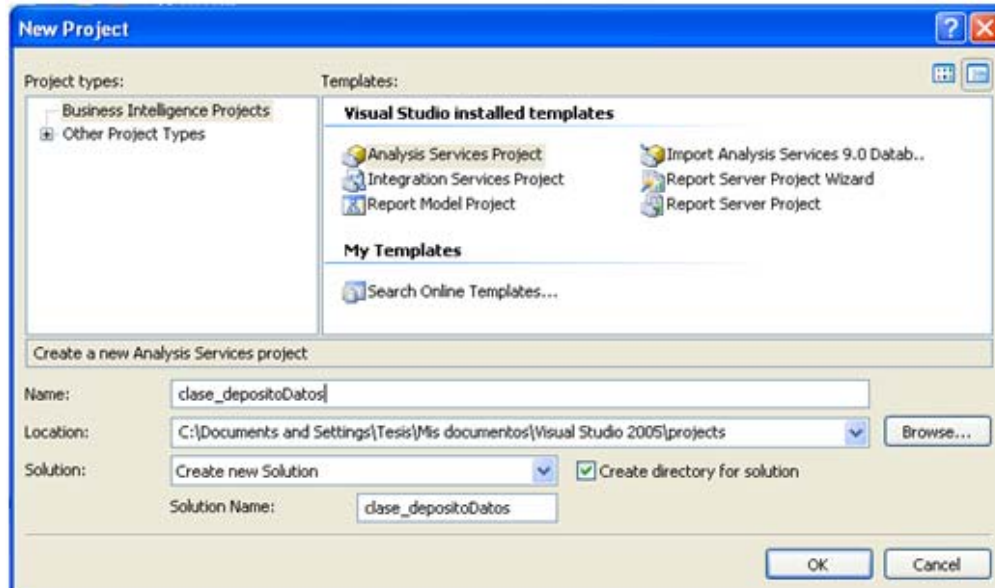 New Project
Project types:
Templates:
Business Intelligence Projects
Other Project Types
Visual Studio installed templates
Analysis Services Project
Import Analysis Services 9.0 Datab..
Integration Services Project
Report Server Project Wizard
Report Model Project
Report Server Project
My Templates
Search Online Templates...
Create a new Analysis Services project
Name:
clase_depositoDatos
Location:
C:\Documents and Settings\Tesis\Mis documentos\Visual Studio 2005\projects
Browse...
Solution:
Create new Solution
Create directory for solution
Solution Name:
clase_depositoDatos
OK
Cancel